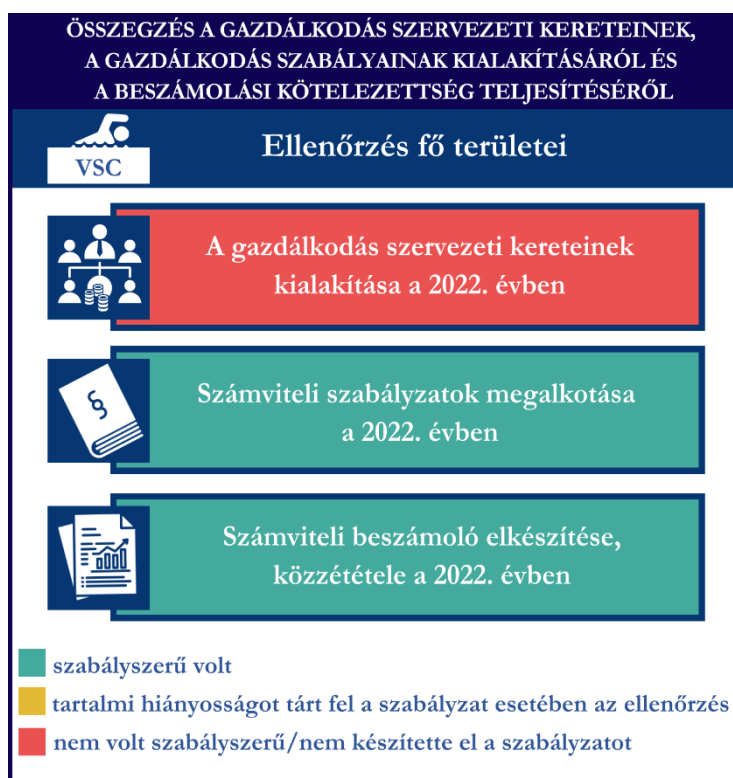 ÖSSZEGZÉS A GAZDÁLKODÁS SZERVEZETI KERETEINEK,
A GAZDÁLKODÁS SZABÁLYAINAK KIALAKÍTÁSÁRÓL ÉS
A BESZÁMOLÁSI KÖTELEZETTSÉG TELJESÍTÉSÉRŐL
VSC
Ellenőrzés fő területei
A gazdálkodás szervezeti kereteinek
kialakítása a 2022. évben
§
Számviteli szabályzatok megalkotása
a 2022. évben
Számviteli beszámoló elkészítése,
közzététele a 2022. évben
szabályszerű volt
tartalmi hiányosságot tárt fel a szabályzat esetében az ellenőrzés
nem volt szabályszerű/nem készítette el a szabályzatot